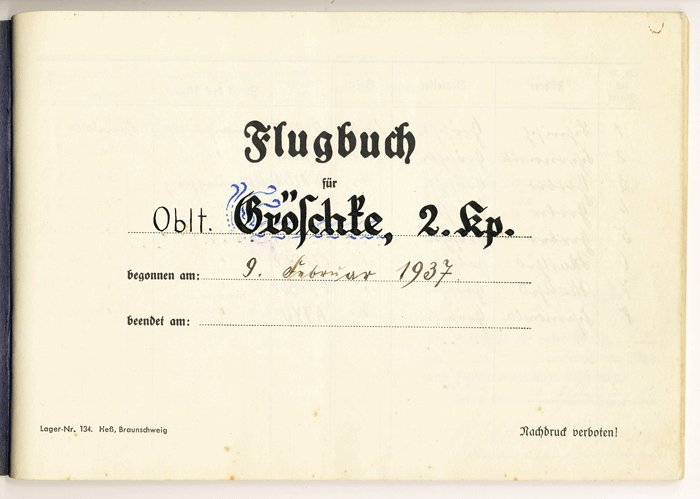 Flugbuch
für
Oblt. Gröschke, 2. Kp.
begonnen am: 9. Februar 1937.
beendet am:
Lager-Nr. 134. Heß, Braunschweig
Nachdruck verboten!